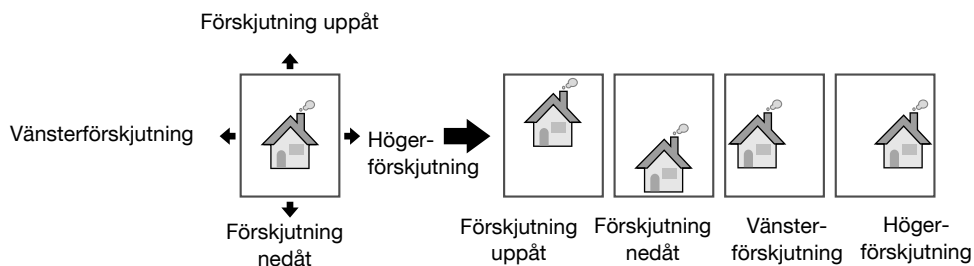 Förskjutning uppåt
Vänsterförskjutning
Höger-
förskjutning
Förskjutning
nedåt
Förskjutning
uppåt
Förskjutning
nedåt
Vänster-
förskjutning
Höger-
förskjutning